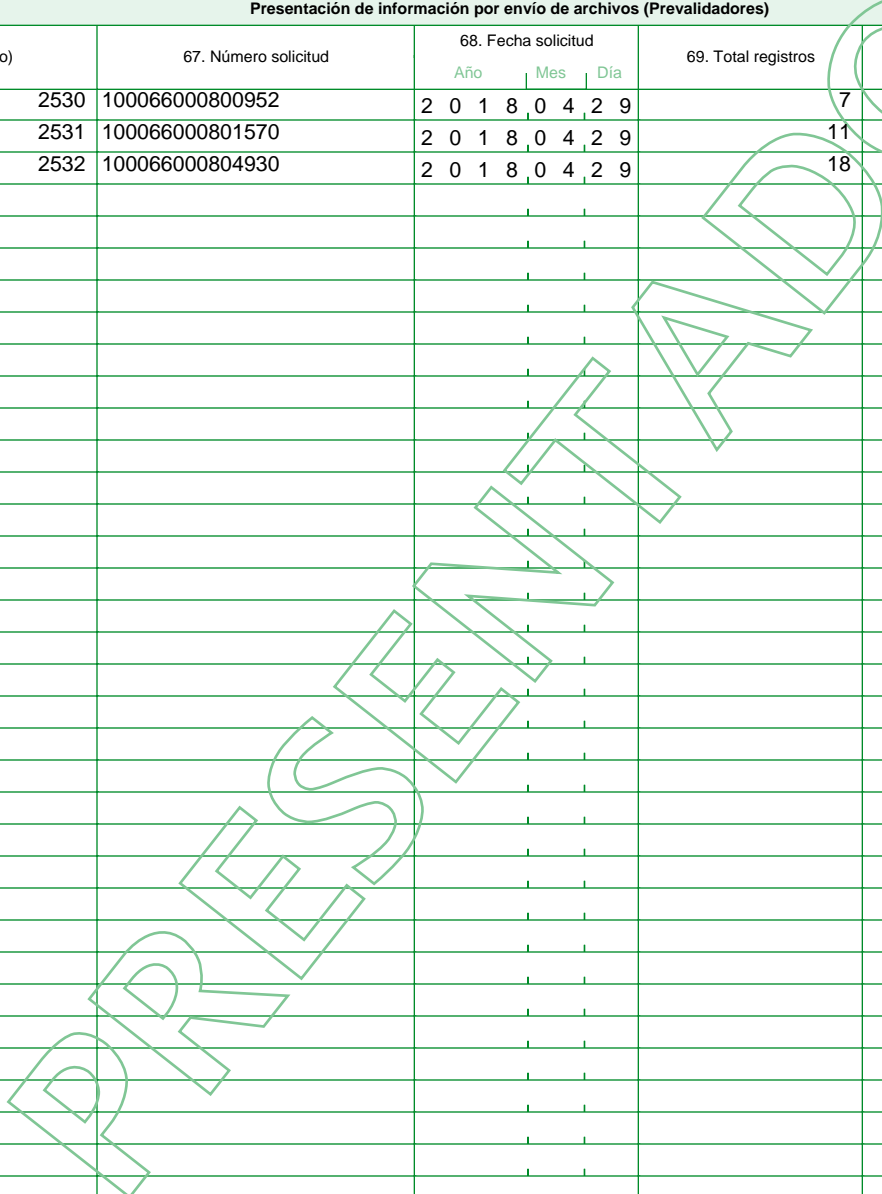 Presentación de información por envío de archivos (Prevalidadores)
o) 67. Número solicitud 68. Fecha solicitud 69. Total registros
Año Mes Día
2530 100066000800952 2 0 1 8 0 4 2 9 7
2531 100066000801570 2 0 1 8 0 4 2 9 11
2532 100066000804930 2 0 1 8 0 4 2 9 18
PRESENTADO